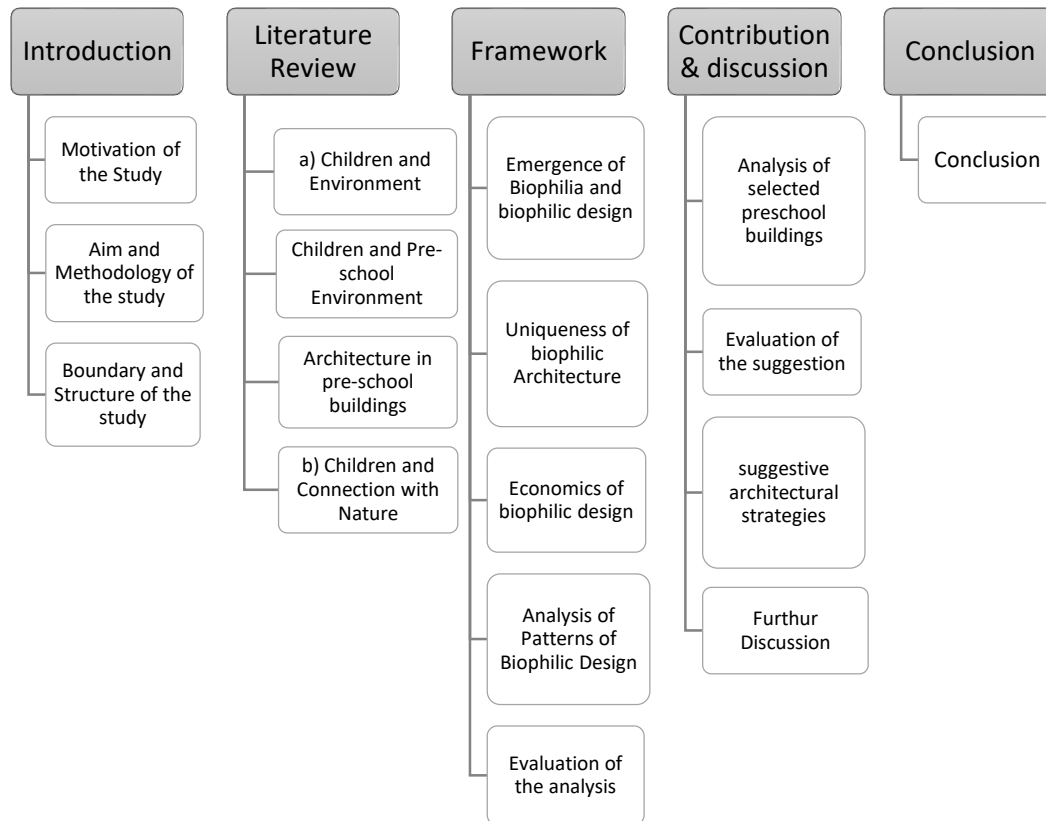 Introduction
Motivation of
the Study
Aim and
Methodology of
the study
Boundary and
Structure of the
study
Literature
Review
a) Children and
Environment
Children and Pre-
school
Environment
Architecture in
pre-school
buildings
b) Children and
Connection with
Nature
Framework
Emergence of
Biophilia and
biophilic design
Uniqueness of
biophilic
Architecture
Economics of
biophilic design
Analysis of
Patterns of
Biophilic Design
Evaluation of
the analysis
Contribution
& discussion
Analysis of
selected
preschool
buildings
Evaluation of
the suggestion
suggestive
architectural
strategies
Furthur
Discussion
Conclusion
Conclusion